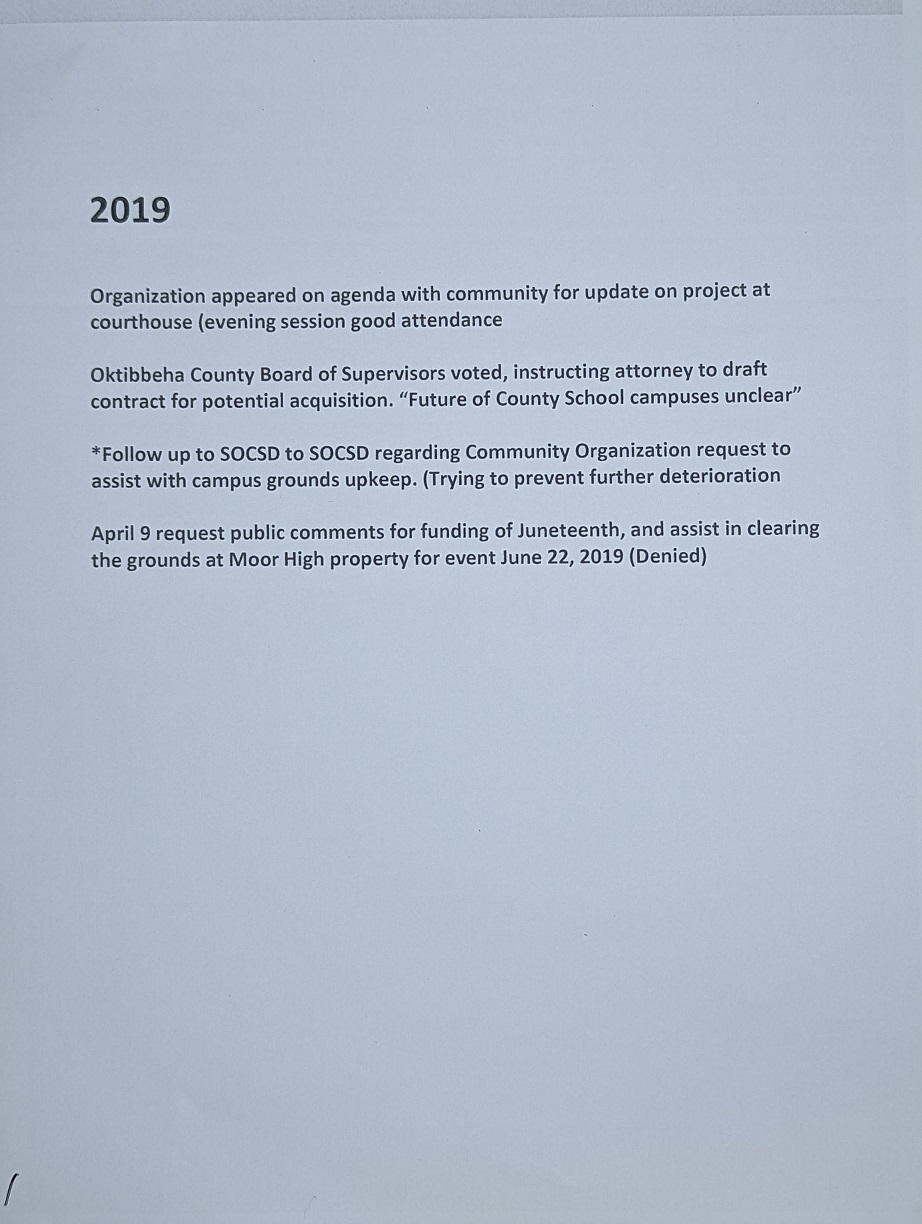 2019
Organization appeared on agenda with community for update on project at
courthouse (evening session good attendance
Oktibbeha County Board of Supervisors voted, instructing attorney to draft
contract for potential acquisition. “Future of County School campuses unclear”
*Follow up to SOCSD to SOCSD regarding Community Organization request to
assist with campus grounds upkeep. (Trying to prevent further deterioration
April 9 request public comments for funding of Juneteenth, and assist in clearing
the grounds at Moor High property for event June 22, 2019 (Denied)